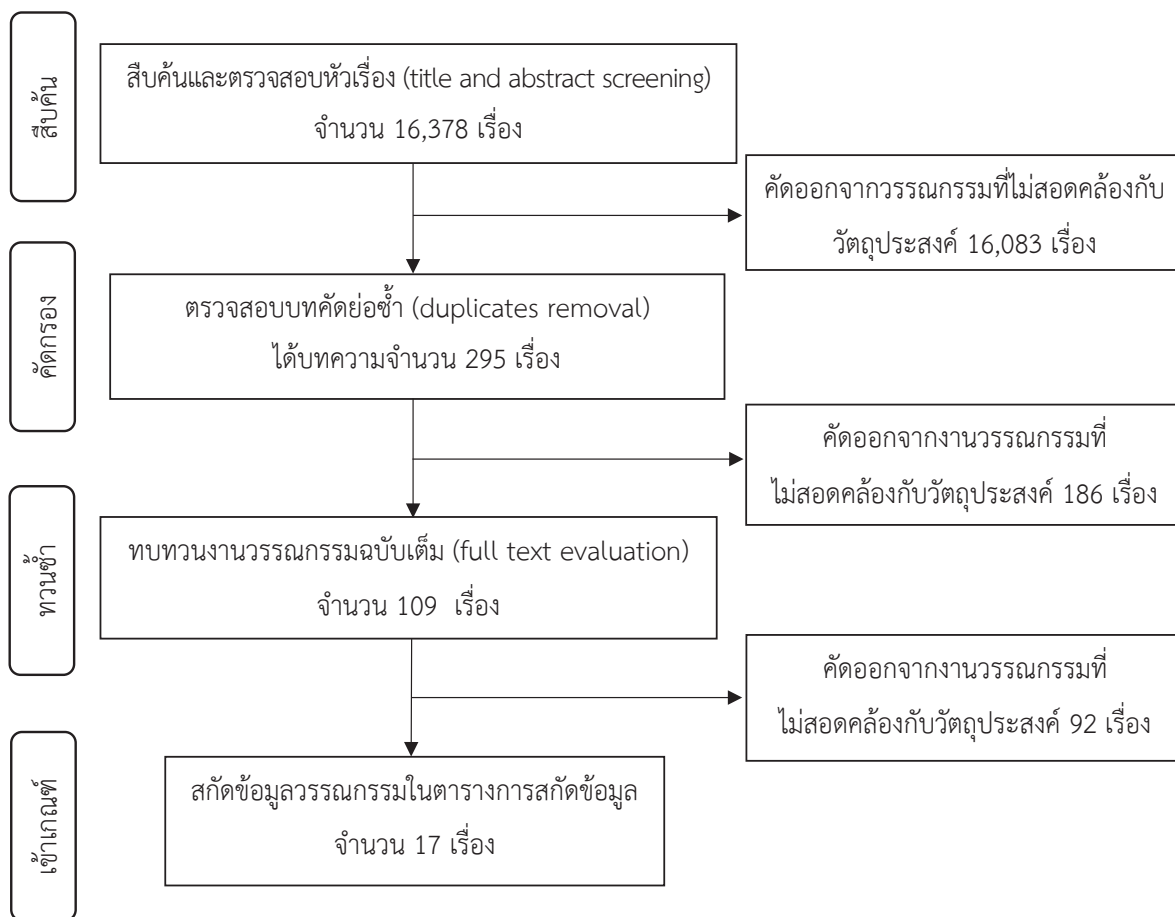 สืบค้น
สืบค้นและตรวจสอบหัวเรื่อง (title and abstract screening)
จำนวน 16,378 เรื่อง
คัดออกจากวรรณกรรมที่ไม่สอดคล้องกับ
วัตถุประสงค์ 16,083 เรื่อง
คัดกรอง
ตรวจสอบบทคัดย่อซ้ำ (duplicates removal)
ได้บทความจำนวน 295 เรื่อง
คัดออกจากงานวรรณกรรมที่
ไม่สอดคล้องกับวัตถุประสงค์ 186 เรื่อง
ทวนซ้ำ
ทบทวนงานวรรณกรรมฉบับเต็ม (full text evaluation)
จำนวน 109 เรื่อง
คัดออกจากงานวรรณกรรมที่
ไม่สอดคล้องกับวัตถุประสงค์ 92 เรื่อง
เข้าเกณฑ์
สกัดข้อมูลวรรณกรรมในตารางการสกัดข้อมูล
จำนวน 17 เรื่อง